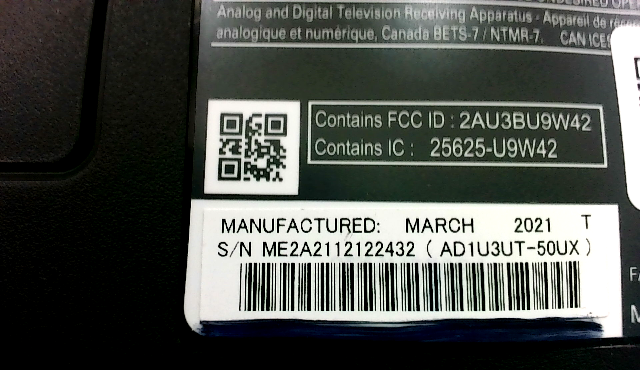 Analog and Digital Television Receiving Apparatus - Appareil de
analogique et numérique, Canada BETS-7 / NTMR-7. CAN ICES
Contains FCC ID : 2AU3BU9W42
Contains IC : 25625-U9W42
MANUFACTURED: MARCH 2021 T
S/N ME2A2112122432 ( AD1U3UT-50UX )